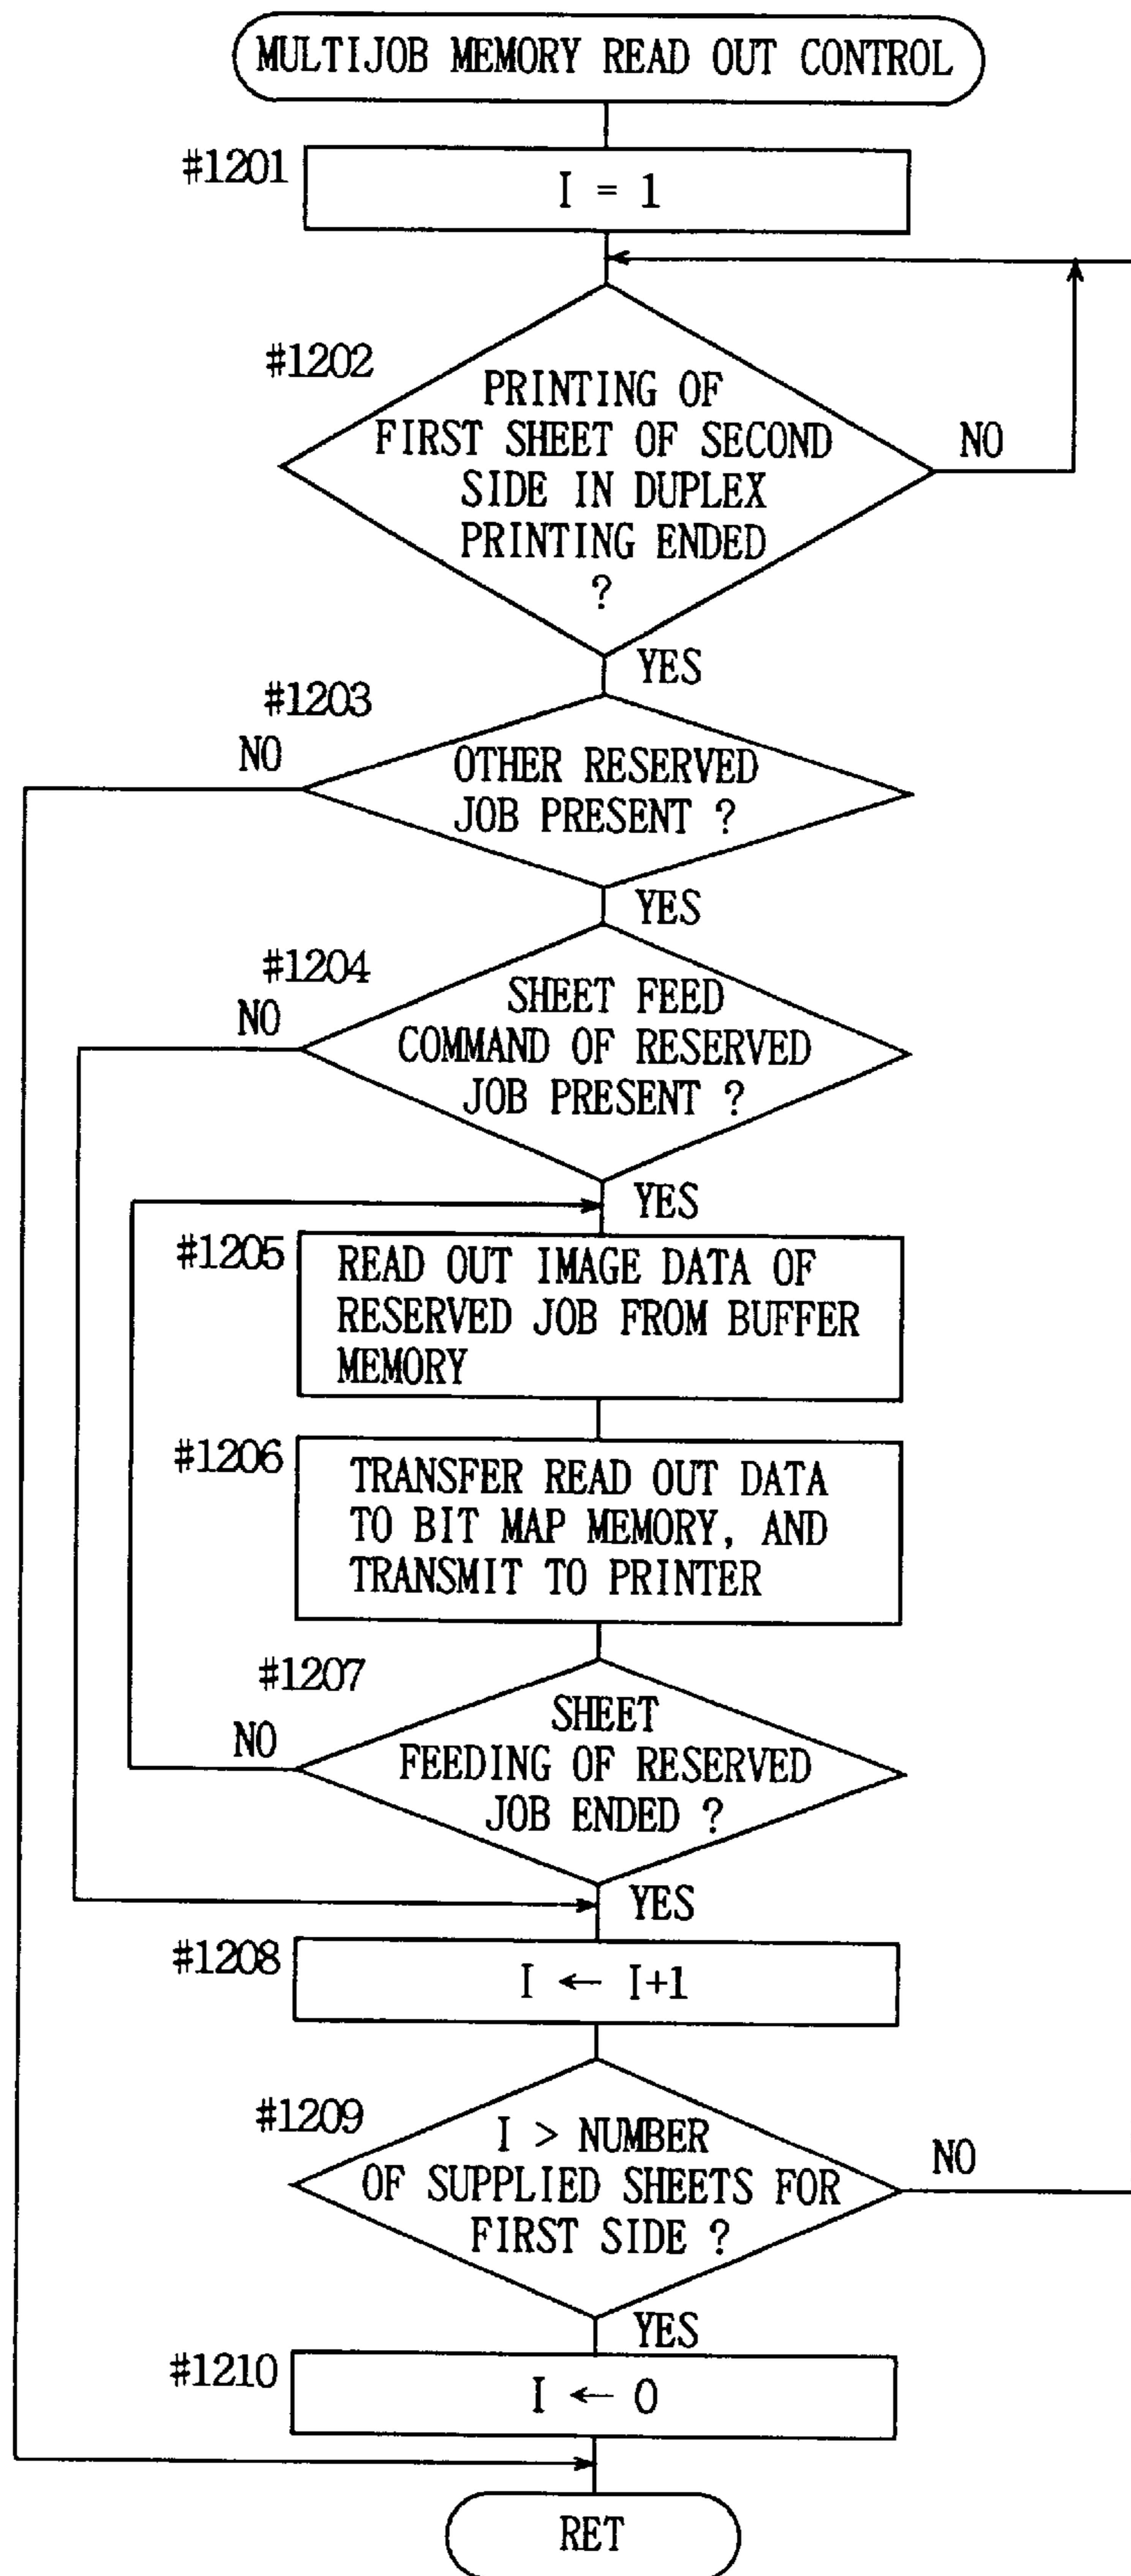 MULTIJOB MEMORY READ OUT CONTROL
#1201
I = 1
#1202
PRINTING OF
FIRST SHEET OF SECOND
SIDE IN DUPLEX
PRINTING ENDED
?
NO
YES
#1203
NO
OTHER RESERVED
JOB PRESENT ?
YES
#1204
NO
SHEET FEED
COMMAND OF RESERVED
JOB PRESENT ?
YES
#1205
READ OUT IMAGE DATA OF
RESERVED JOB FROM BUFFER
MEMORY
#1206
TRANSFER READ OUT DATA
TO BIT MAP MEMORY, AND
TRANSMIT TO PRINTER
#1207
NO
SHEET
FEEDING OF RESERVED
JOB ENDED ?
YES
#1208
I ← I+1
#1209
I > NUMBER
OF SUPPLIED SHEETS FOR
FIRST SIDE ?
NO
YES
#1210
I ← 0
RET